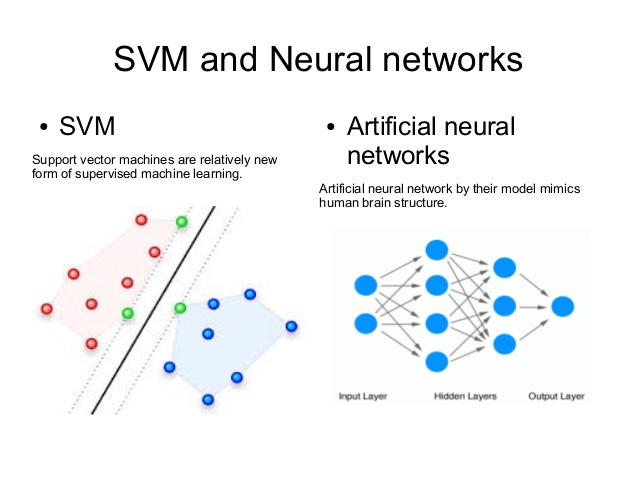 SVM and Neural networks
• SVM
Support vector machines are relatively new
form of supervised machine learning.
• Artificial neural
networks
Artificial neural network by their model mimics
human brain structure.
Input Layer
Hidden Layers
Output Layer